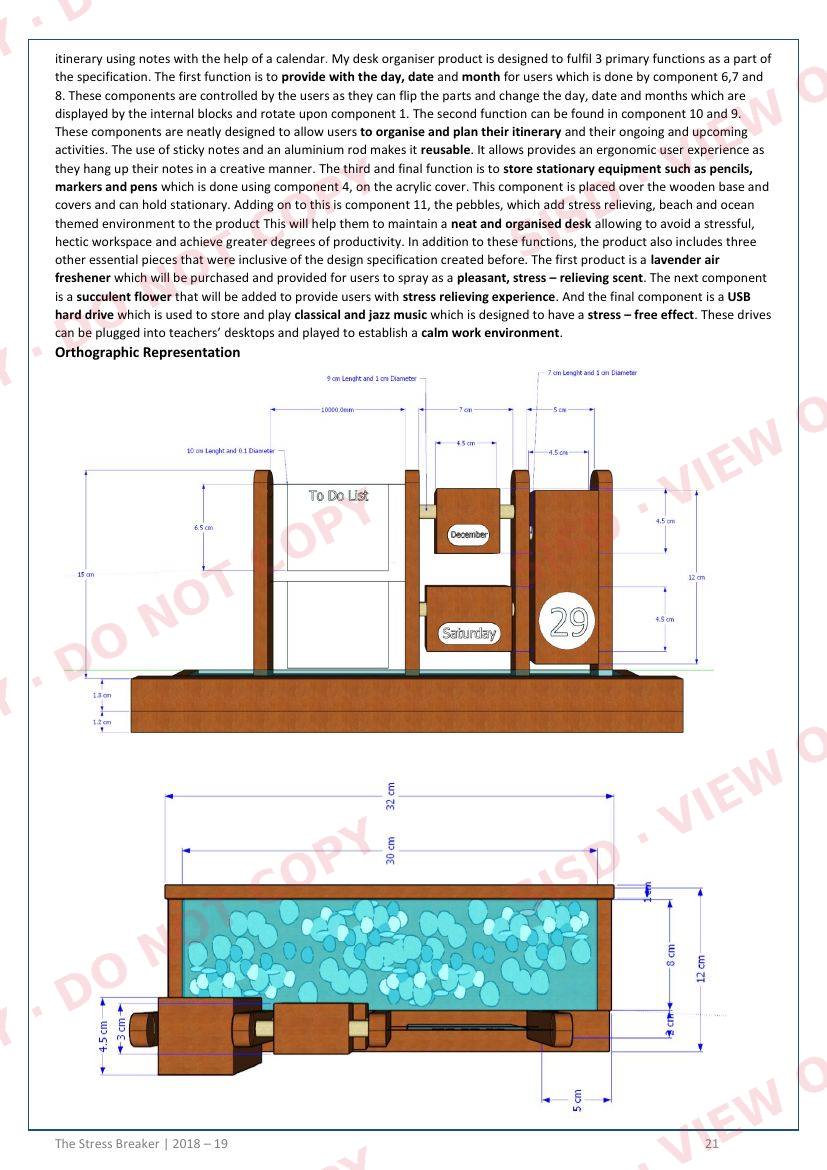 itinerary using notes with the help of a calendar. My desk organiser product is designed to fulfil 3 primary functions as a part of
the specification. The first function is to provide with the day, date and month for users which is done by component 6,7 and
8. These components are controlled by the users as they can flip the parts and change the day, date and months which are
displayed by the internal blocks and rotate upon component 1. The second function can be found in component 10 and 9.
These components are neatly designed to allow users to organise and plan their itinerary and their ongoing and upcoming
activities. The use of sticky notes and an aluminium rod makes it reusable. It allows provides an ergonomic user experience as
they hang up their notes in a creative manner. The third and final function is to store stationary equipment such as pencils,
markers and pens which is done using component 4, on the acrylic cover. This component is placed over the wooden base and
covers and can hold stationary. Adding on to this is component 11, the pebbles, which add stress relieving, beach and ocean
themed environment to the product This will help them to maintain a neat and organised desk allowing to avoid a stressful,
hectic workspace and achieve greater degrees of productivity. In addition to these functions, the product also includes three
other essential pieces that were inclusive of the design specification created before. The first product is a lavender air
freshener which will be purchased and provided for users to spray as a pleasant, stress – relieving scent. The next component
is a succulent flower that will be added to provide users with stress relieving experience. And the final component is a USB
hard drive which is used to store and play classical and jazz music which is designed to have a stress – free effect. These drives
can be plugged into teachers' desktops and played to establish a calm work environment.
Orthographic Representation
9 cm Lenght and 1 cm Diameter
7 cm Lenght and 1 cm Diameter
10000.0mm
7 cm
5 cm
4.5 cm
4.5 cm
10 cm Lenght and 0.1 Diameter
To Do List
6.5 cm
December
4.5 cm
15 cm
12 cm
29
4.5 cm
Saturday
1.8 cm
1.2 cm
32 cm
30 cm
1 cm
8 cm
12 cm
4.5 cm
3 cm
5 cm
The Stress Breaker | 2018 – 19
21
DO NOT COPY
SISD · VIEW O